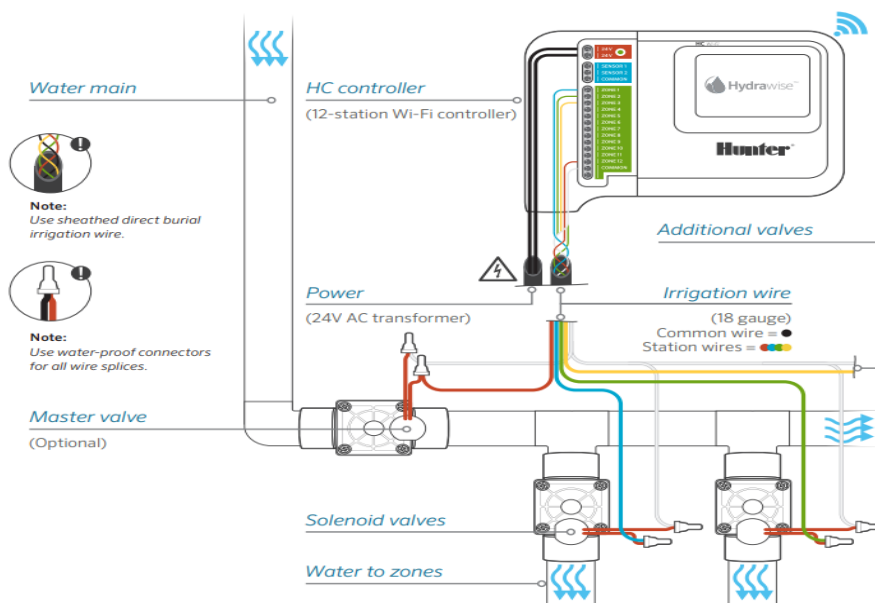 Water main
HC controller
(12-station Wi-Fi controller)
HC
24V
24V
SENSOR 1
SENSOR 2
COMMON
ZONE 1
ZONE 2
ZONE 3
ZONE 4
ZONE 5
ZONE 6
ZONE 7
ZONE 8
ZONE 9
ZONE 10
ZONE 11
ZONE 12
COMMON
Hydrawise™
Hunter®
Note:
Use sheathed direct burial
irrigation wire.
Additional valves
Power
(24V AC transformer)
Irrigation wire
(18 gauge)
Common wire =
Station wires =
Note:
Use water-proof connectors
for all wire splices.
Master valve
(Optional)
Solenoid valves
Water to zones